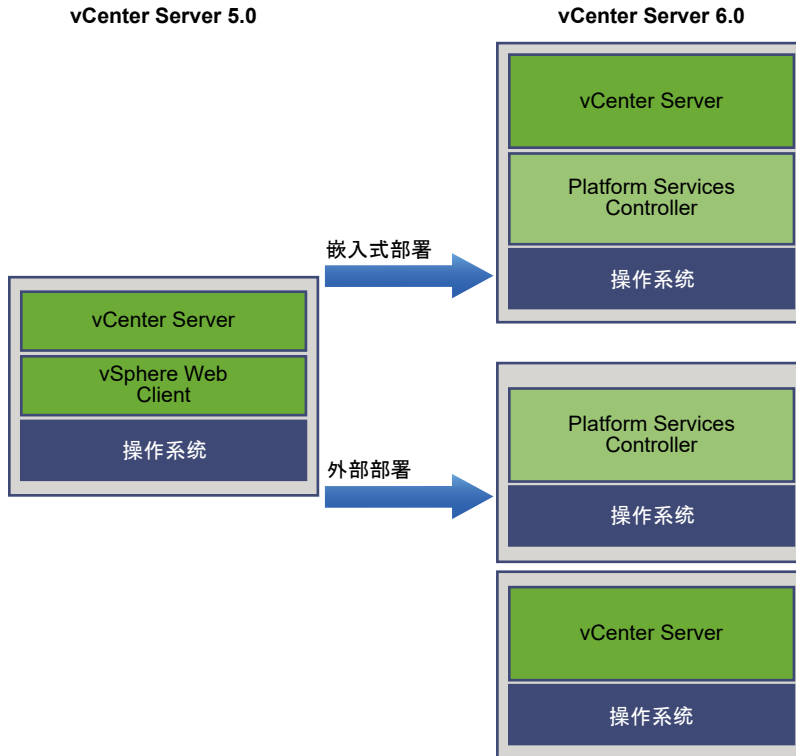 vCenter Server 5.0
vCenter Server 6.0
vCenter Server
vSphere Web
Client
操作系统
嵌入式部署
外部部署
vCenter Server
Platform Services
Controller
操作系统
Platform Services
Controller
操作系统
vCenter Server
操作系统